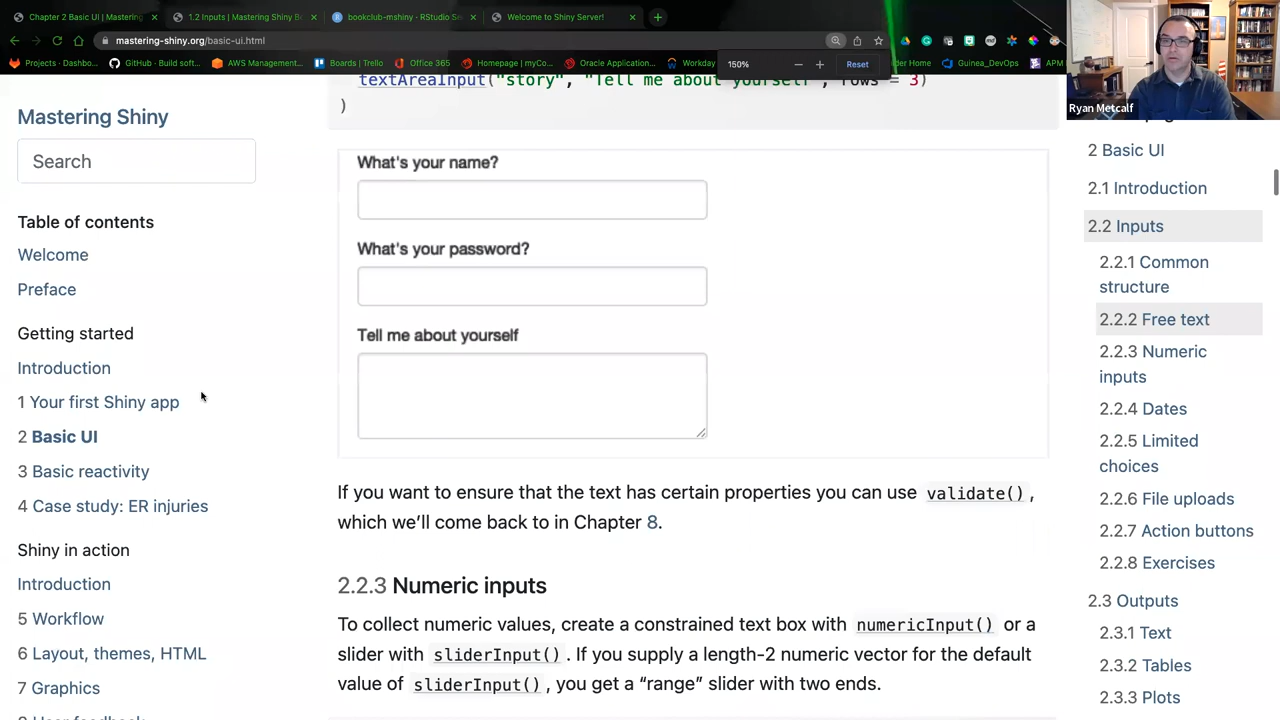 Chapter 2 Basic UI | Mastering
1.2 Inputs | Mastering Shiny B
bookclub-mshiny · RStudio Se
Welcome to Shiny Server!
mastering-shiny.org/basic-ui.html
Projects · Dashbo...
GitHub · Build soft...
AWS Management...
Boards | Trello
Office 365
Homepage | myCo...
Oracle Application...
Workday
150%
Reset
der Home
Guinea_DevOps
APM
Ryan Metcalf
textAreaInput("story", "Tell me about yourself", rows = 3)
)
Mastering Shiny
Search
Table of contents
Welcome
Preface
Getting started
Introduction
1 Your first Shiny app
2 Basic UI
3 Basic reactivity
4 Case study: ER injuries
Shiny in action
Introduction
5 Workflow
6 Layout, themes, HTML
7 Graphics
8 User feedback
What's your name?
What's your password?
Tell me about yourself
If you want to ensure that the text has certain properties you can use validate(),
which we'll come back to in Chapter 8.
2.2.3 Numeric inputs
To collect numeric values, create a constrained text box with numericInput() or a
slider with sliderInput(). If you supply a length-2 numeric vector for the default
value of sliderInput(), you get a “range” slider with two ends.
2 Basic UI
2.1 Introduction
2.2 Inputs
2.2.1 Common
structure
2.2.2 Free text
2.2.3 Numeric
inputs
2.2.4 Dates
2.2.5 Limited
choices
2.2.6 File uploads
2.2.7 Action buttons
2.2.8 Exercises
2.3 Outputs
2.3.1 Text
2.3.2 Tables
2.3.3 Plots